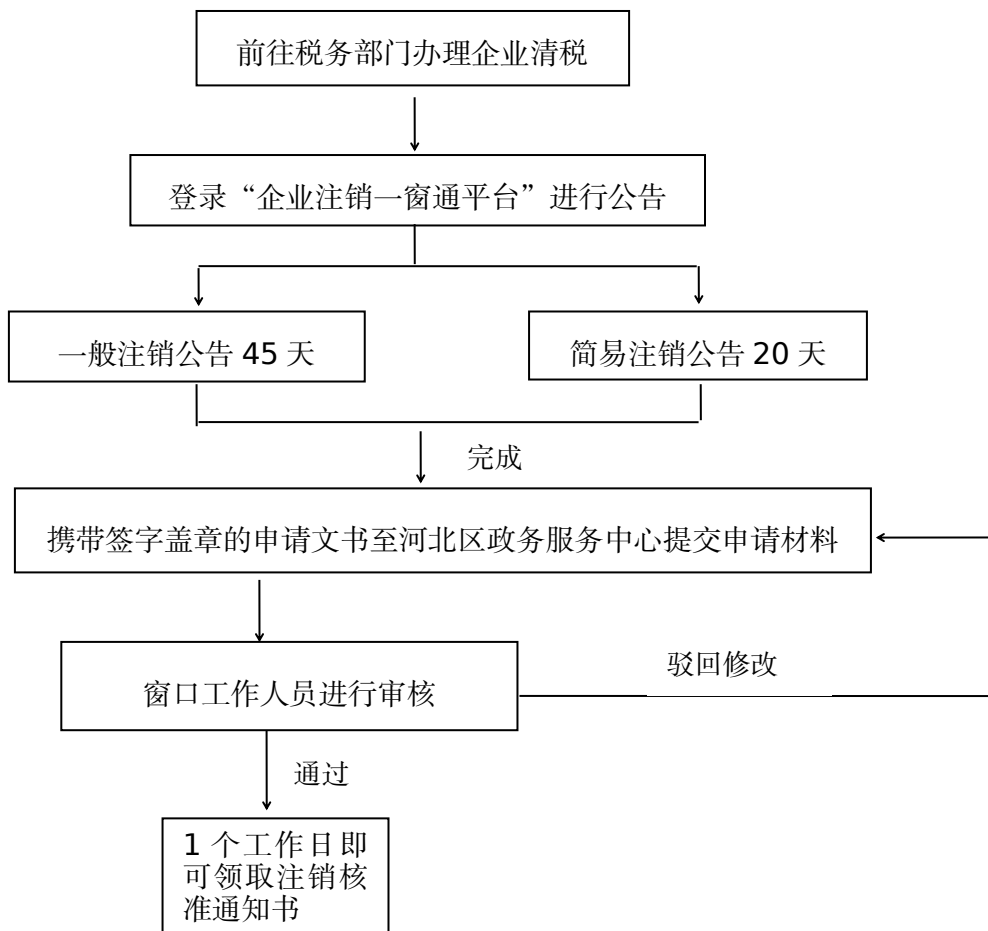 前往税务部门办理企业清税
登录“企业注销一窗通平台”进行公告
一般注销公告 45 天
简易注销公告 20 天
完成
携带签字盖章的申请文书至河北区政务服务中心提交申请材料
驳回修改
窗口工作人员进行审核
通过
1 个工作日即
可领取注销核
准通知书